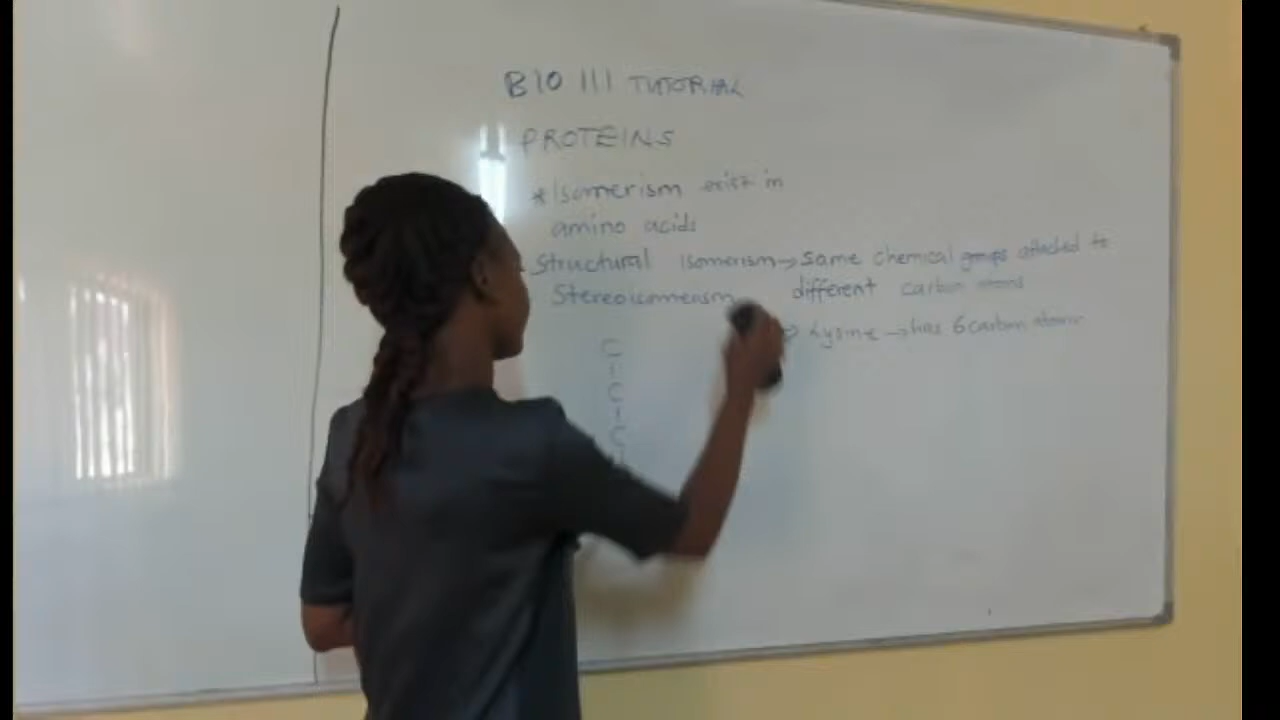 BIO 111 TUTORIAL
PROTEINS
*Isomerism exist in
amino acids
Structural isomerism → same chemical groups attached to
different carbon atoms
Stereoisomerism
Lysine → has 6 carbon atoms
C
C
C